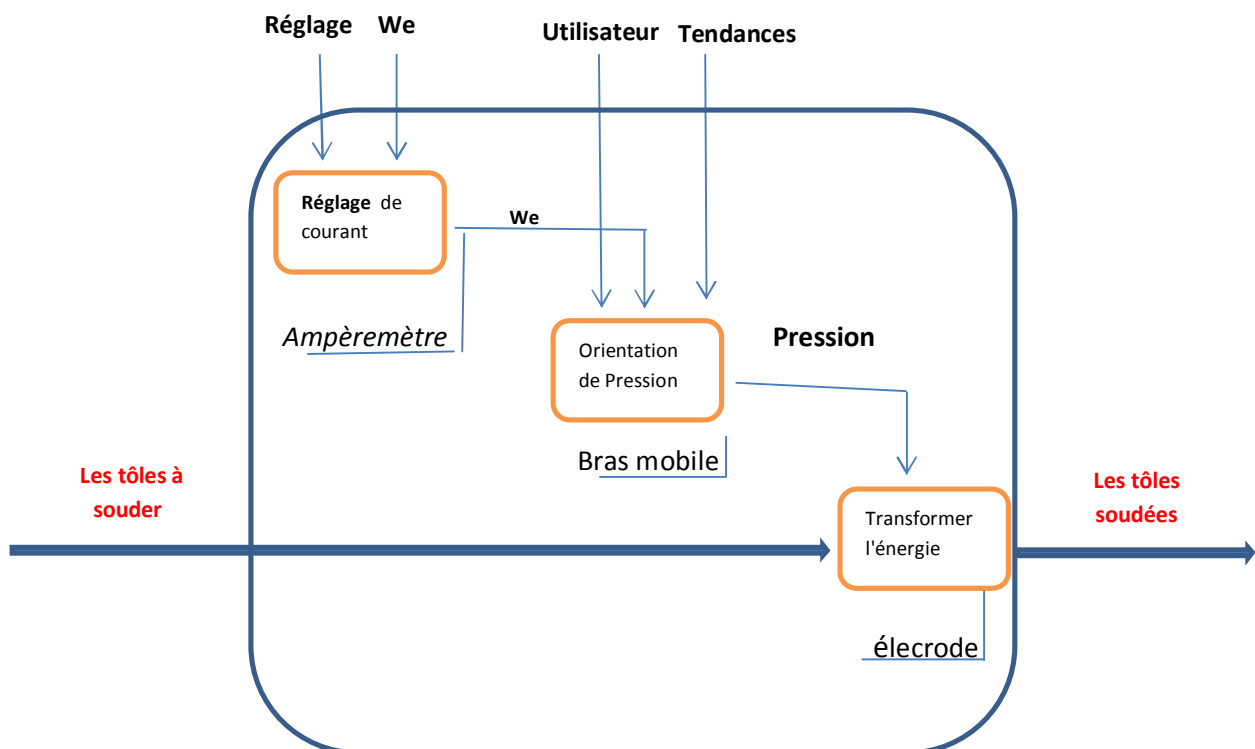 Réglage We Utilisateur Tendances
Réglage de
courant
We
Ampèremètre
Orientation
de Pression
Pression
Bras mobile
Les tôles à
souder
Transformer
l'énergie
Les tôles
soudées
élecrode